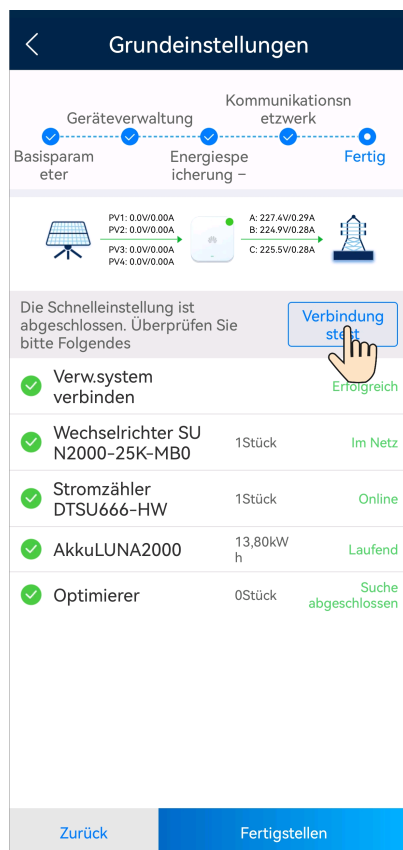 Grundeinstellungen
Kommunikationsn
Geräteverwaltung
etzwerk
Basisparam
Energiespe
Fertig
eter
icherung –
PV1: 0.0V/0.00A
PV2: 0.0V/0.00A
PV3: 0.0V/0.00A
PV4: 0.0V/0.00A
A: 227.4V/0.29A
B: 224.9V/0.28A
C: 225.5V/0.28A
Die Schnelleinstellung ist
abgeschlossen. Überprüfen Sie
bitte Folgendes
Verbindung
stest
Verw.system
verbinden
Erfolgreich
Wechselrichter SU
N2000-25K-MB0
1Stück
Im Netz
Stromzähler
DTSU666-HW
1Stück
Online
AkkuLUNA2000
13,80kW
h
Laufend
Optimierer
0Stück
Suche
abgeschlossen
Zurück
Fertigstellen